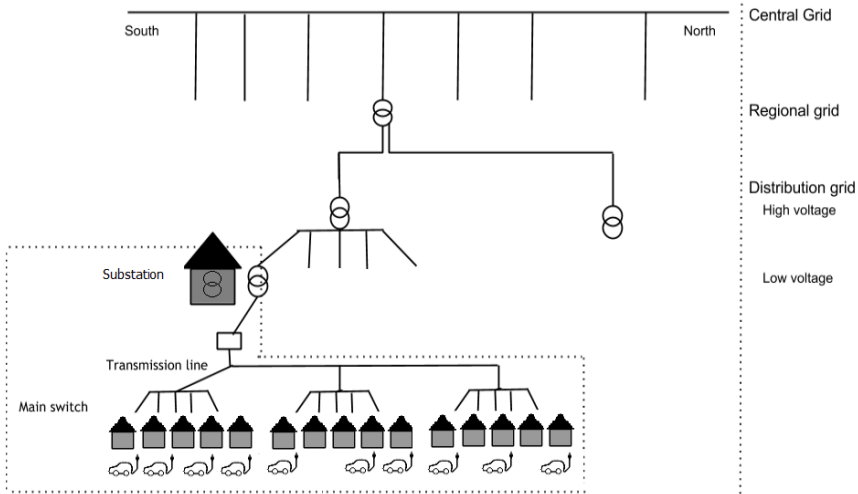 Central Grid
South
North
Regional grid
Distribution grid
High voltage
Substation
Low voltage
Transmission line
Main switch